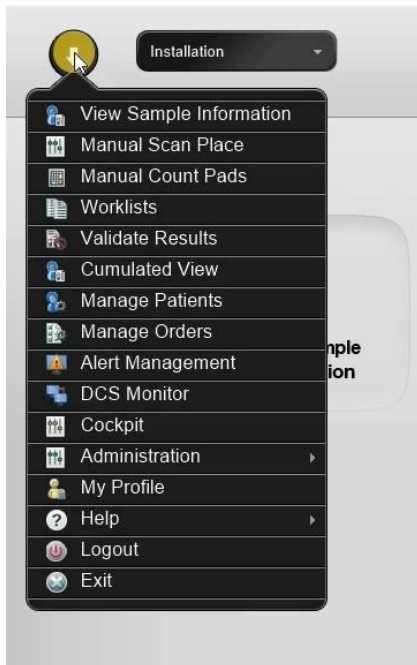 Installation
View Sample Information
Manual Scan Place
Manual Count Pads
Worklists
Validate Results
Cumulated View
Manage Patients
Manage Orders
Alert Management
DCS Monitor
Cockpit
Administration
My Profile
Help
Logout
Exit